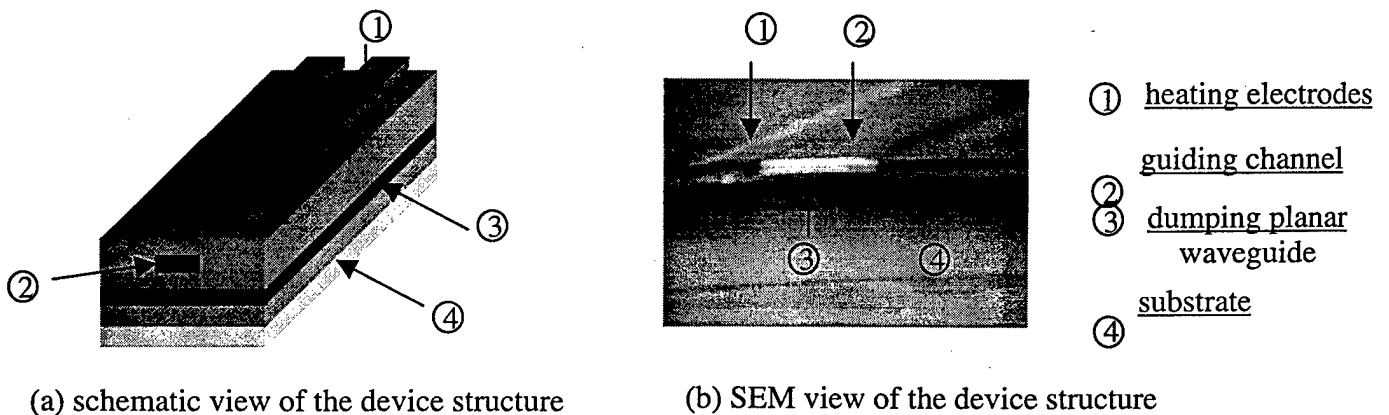 ①
②
③
④
(a) schematic view of the device structure
①
②
③
④
(b) SEM view of the device structure
① heating electrodes
guiding channel
②
③ dumping planar
waveguide
substrate
④